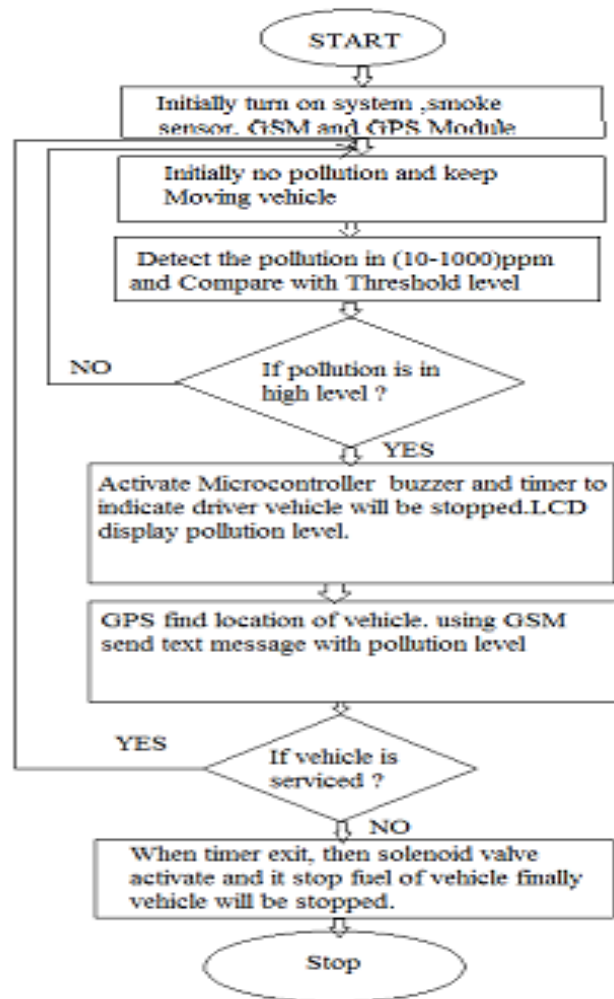 START
Initially turn on system ,smoke
sensor. GSM and GPS Module
Initially no pollution and keep
Moving vehicle
Detect the pollution in (10-1000)ppm
and Compare with Threshold level
NO
If pollution is in
high level ?
YES
Activate Microcontroller buzzer and timer to
indicate driver vehicle will be stopped.LCD
display pollution level.
GPS find location of vehicle. using GSM
send text message with pollution level
YES
If vehicle is
serviced ?
NO
When timer exit, then solenoid valve
activate and it stop fuel of vehicle finally
vehicle will be stopped.
Stop